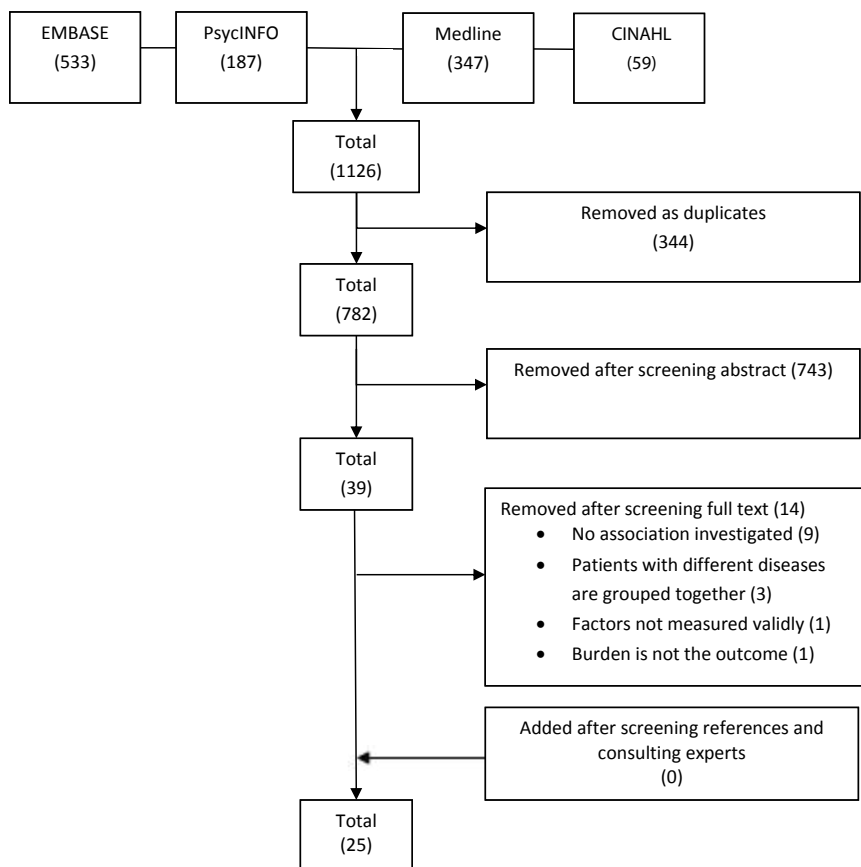 EMBASE
(533)
PsycINFO
(187)
Medline
(347)
CINAHL
(59)
Total
(1126)
Removed as duplicates
(344)
Total
(782)
Removed after screening abstract (743)
Total
(39)
Removed after screening full text (14)
• No association investigated (9)
• Patients with different diseases
are grouped together (3)
• Factors not measured validly (1)
• Burden is not the outcome (1)
Added after screening references and
consulting experts
(0)
Total
(25)